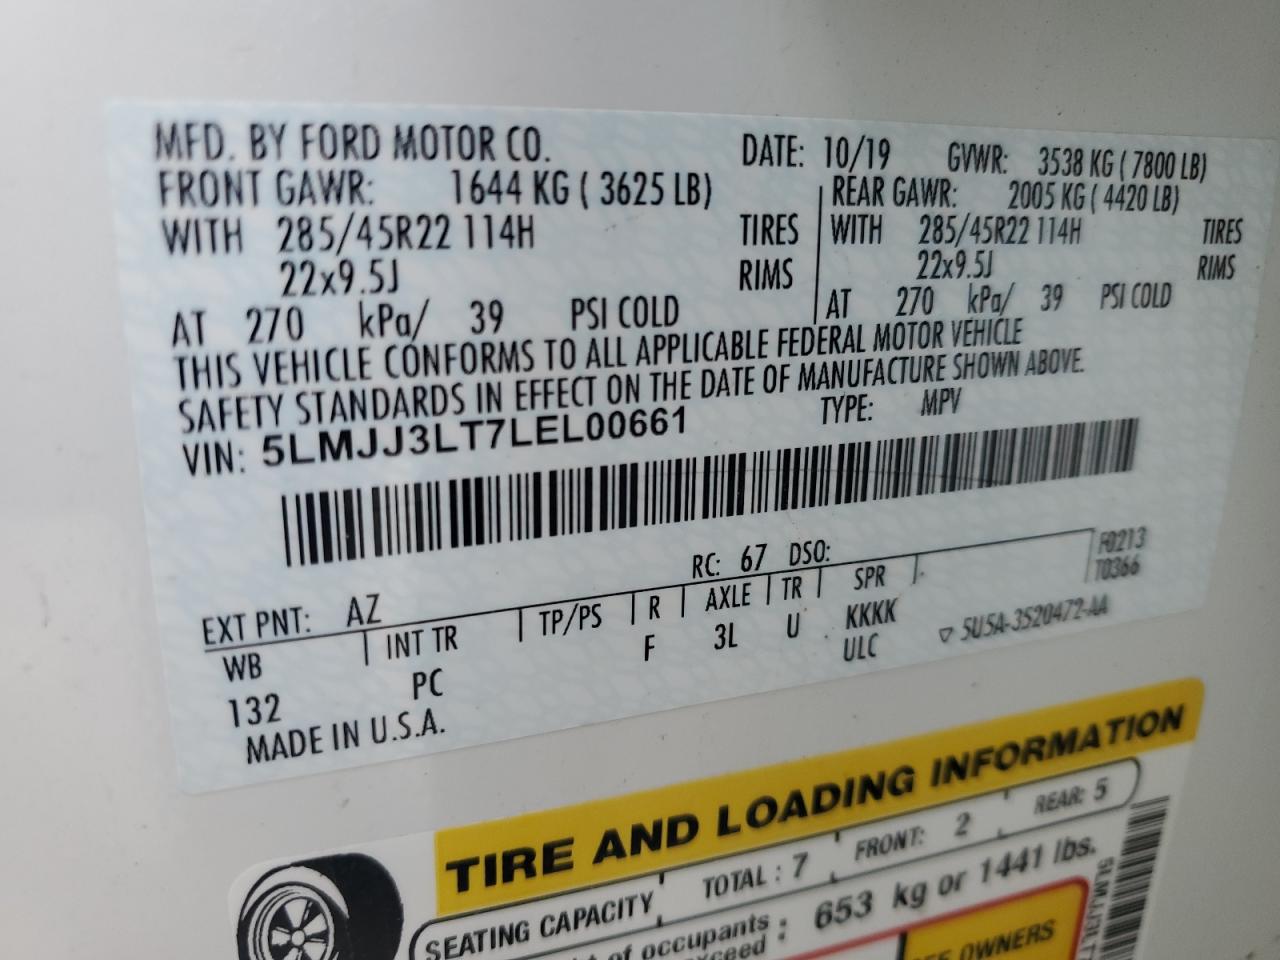 MFD. BY FORD MOTOR CO. DATE: 10/19 GVWR: 3538 KG ( 7800 LB)
FRONT GAWR: 1644 KG ( 3625 LB) REAR GAWR: 2005 KG ( 4420 LB)
WITH 285/45R22 114H TIRES WITH 285/45R22 114H TIRES
22x9.5J RIMS 22x9.5J RIMS
AT 270 kPa/ 39 PSI COLD AT 270 kPa/ 39 PSI COLD
THIS VEHICLE CONFORMS TO ALL APPLICABLE FEDERAL MOTOR VEHICLE
SAFETY STANDARDS IN EFFECT ON THE DATE OF MANUFACTURE SHOWN ABOVE.
VIN: 5LMJJ3LT7LEL00661 TYPE: MPV
F0213
T0366
EXT PNT: AZ RC: 67 DSO:
WB INT TR TP/PS R AXLE TR SPR
132 PC F 3L U KKKK
ULC
5U5A-3520472-AA
MADE IN U.S.A.
TIRE AND LOADING INFORMATION
SEATING CAPACITY TOTAL : 7 FRONT: 2 REAR: 5
of occupants : 653 kg or 1441 lbs.
exceed
OWNERS